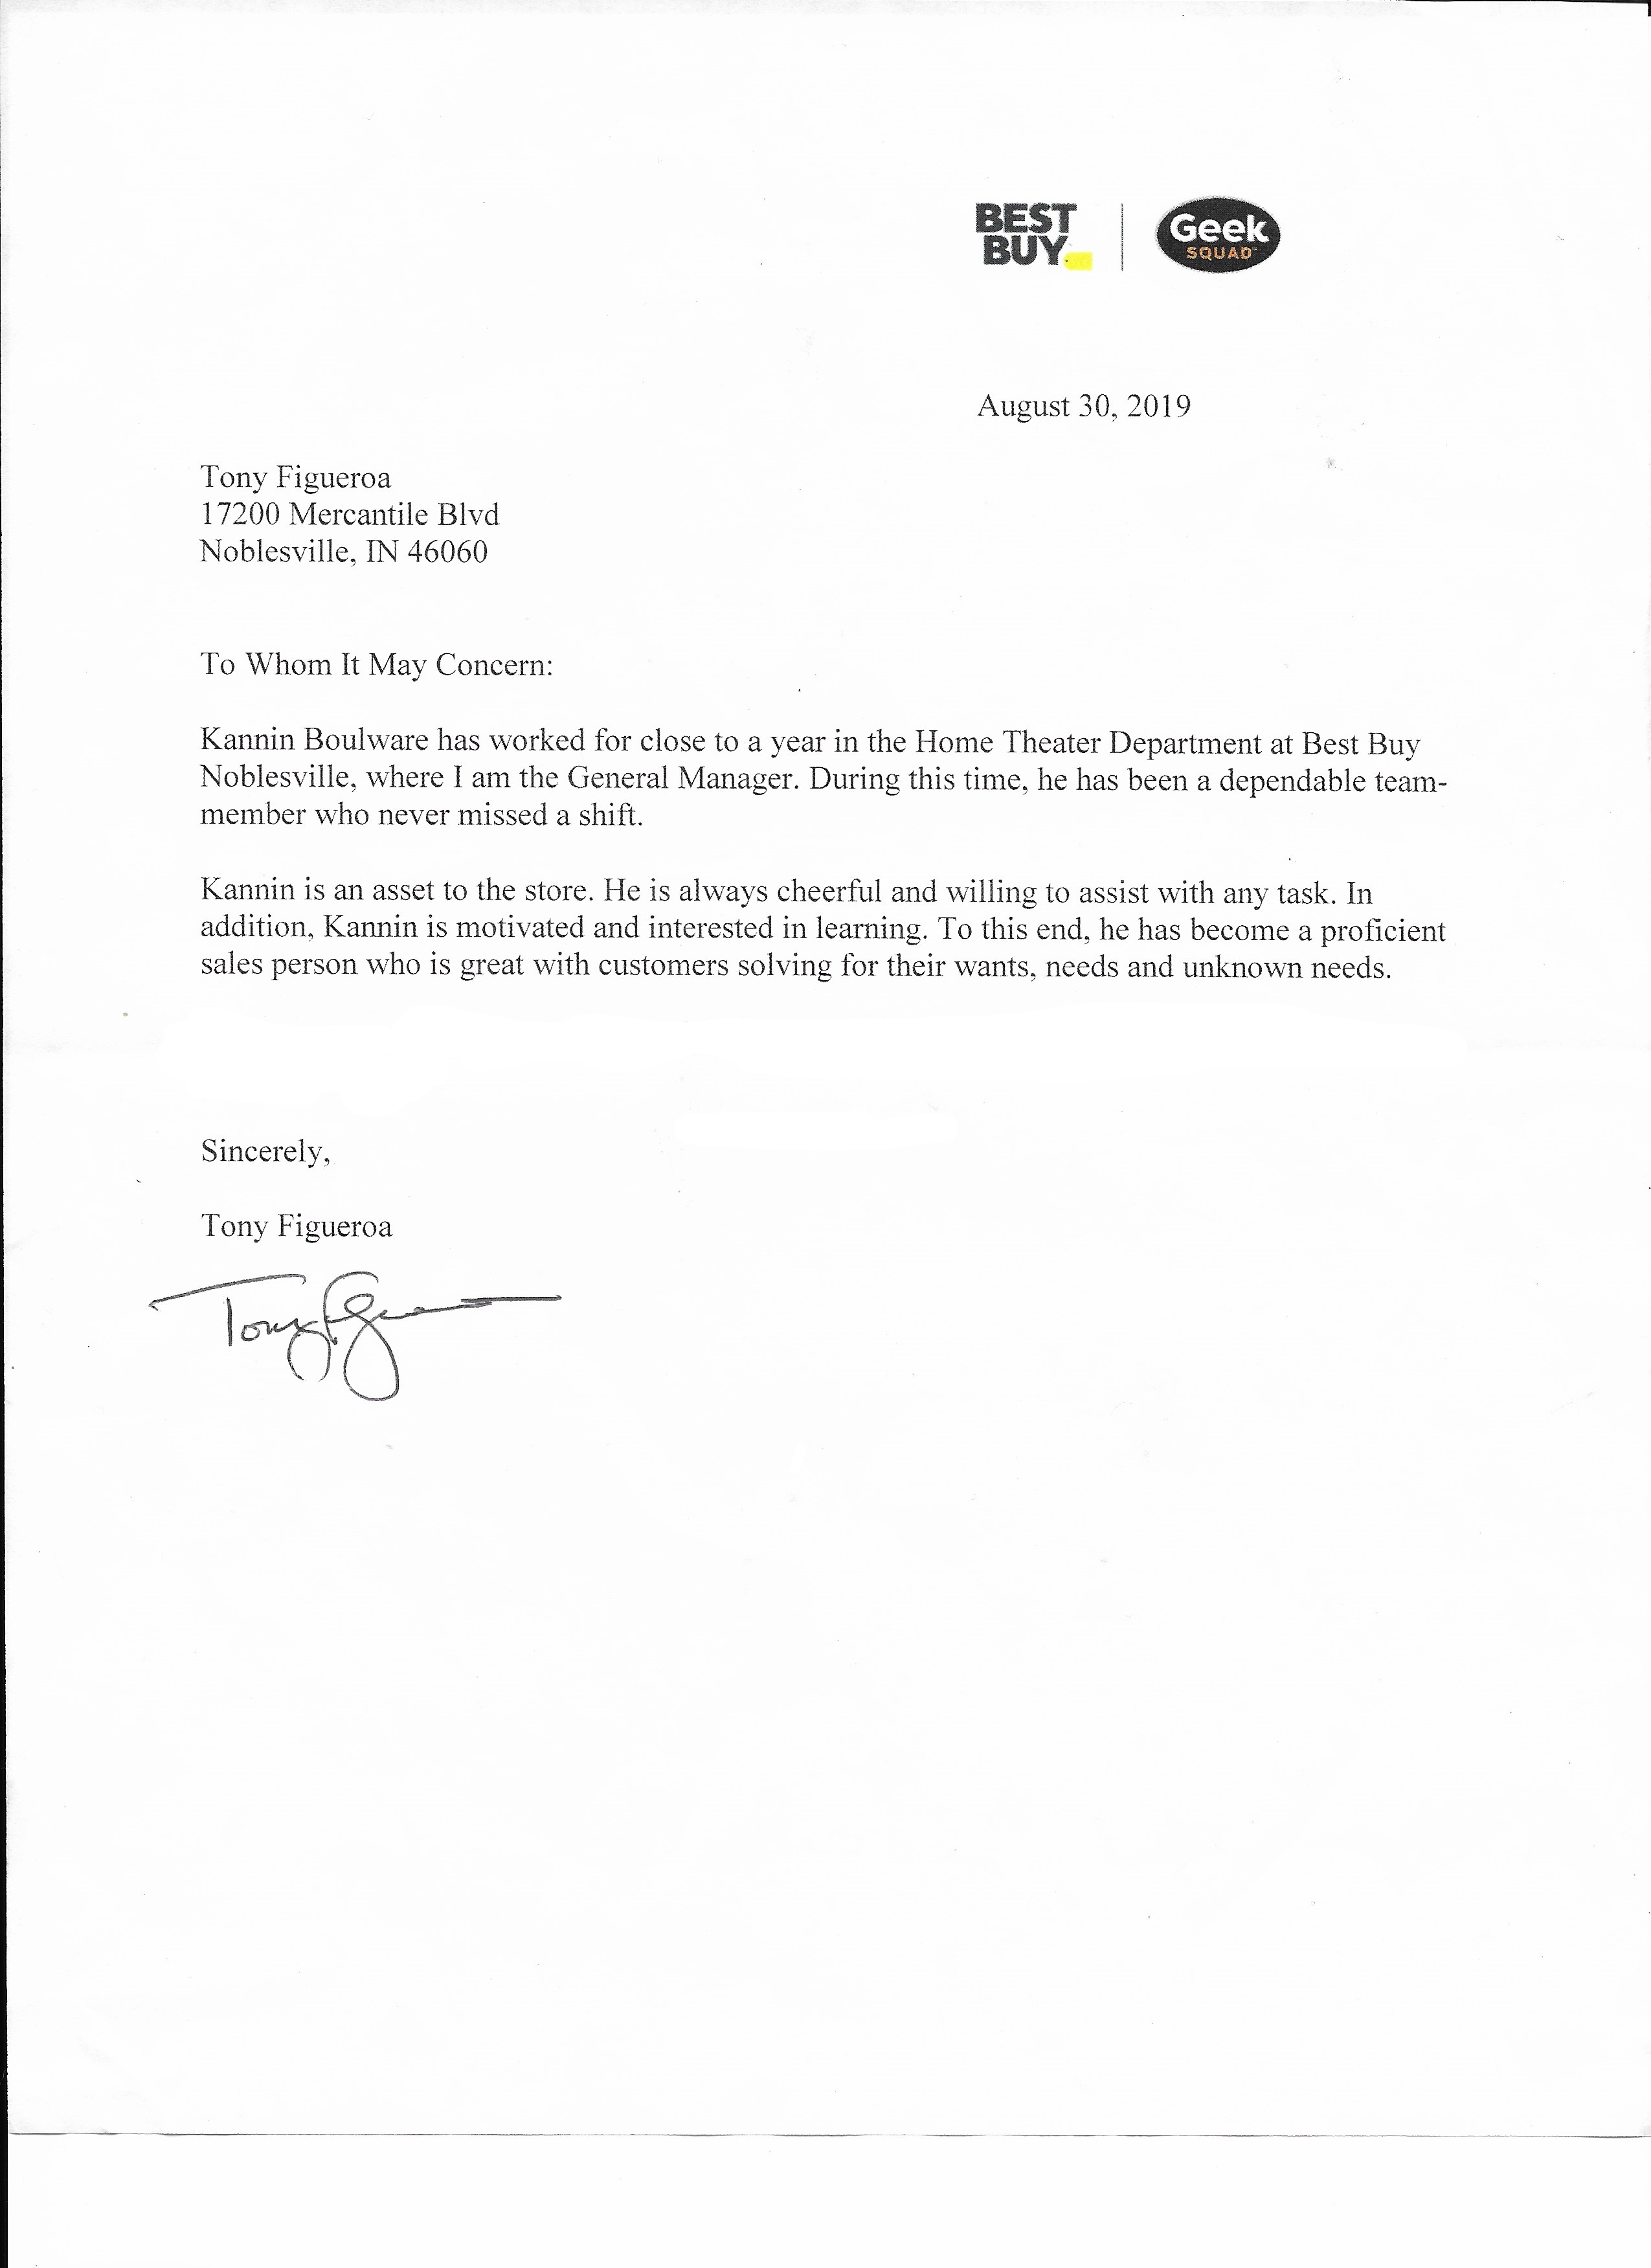 BEST BUY
Geek SQUAD
August 30, 2019
Tony Figueroa
17200 Mercantile Blvd
Noblesville, IN 46060
To Whom It May Concern:
Kannin Boulware has worked for close to a year in the Home Theater Department at Best Buy
Noblesville, where I am the General Manager. During this time, he has been a dependable team-
member who never missed a shift.
Kannin is an asset to the store. He is always cheerful and willing to assist with any task. In
addition, Kannin is motivated and interested in learning. To this end, he has become a proficient
sales person who is great with customers solving for their wants, needs and unknown needs.
Sincerely,
Tony Figueroa
Tony Figueroa